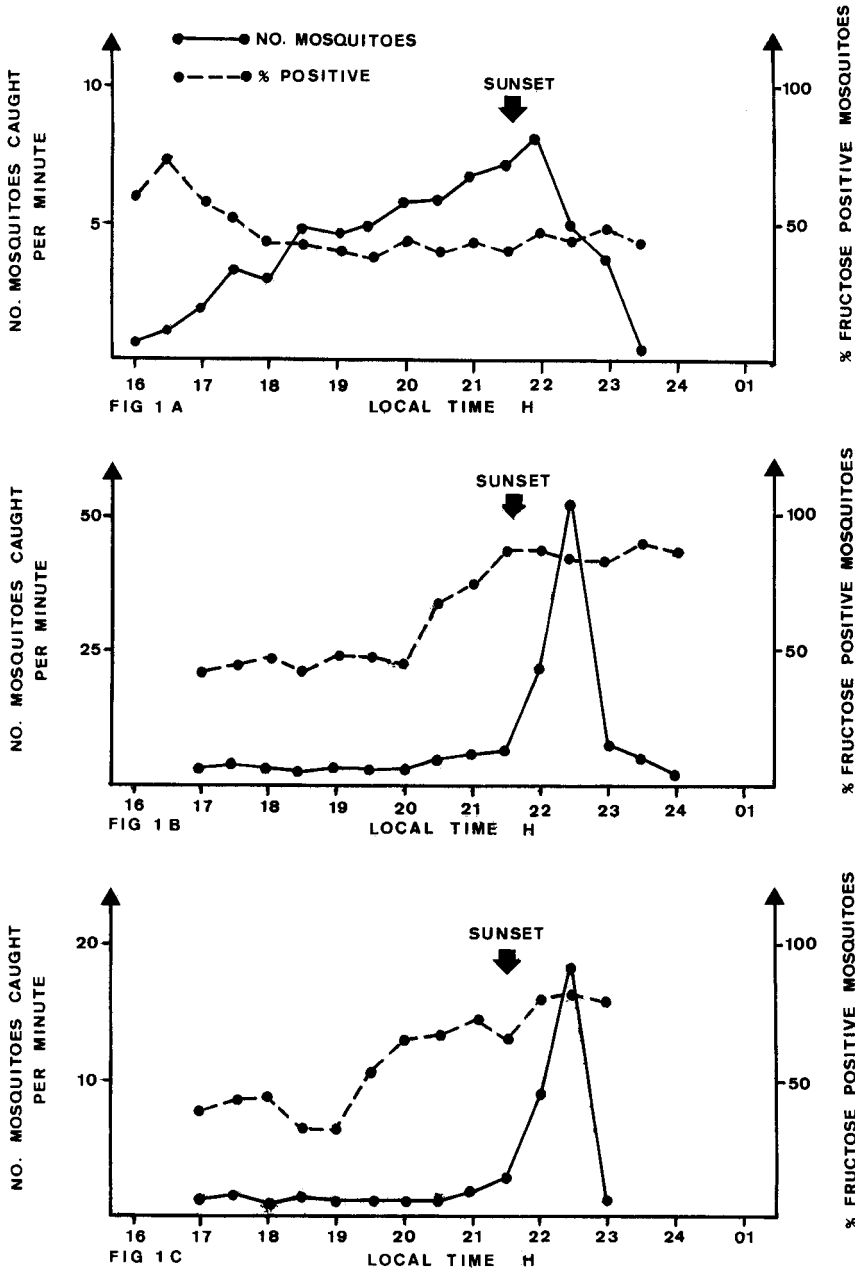 NO. MOSQUITOES
% POSITIVE
SUNSET
10
5
100
50
NO. MOSQUITOES CAUGHT
PER MINUTE
% FRUCTOSE POSITIVE MOSQUITOES
16 17 18 19 20 21 22 23 24 01
FIG 1A LOCAL TIME H
SUNSET
50
25
100
50
NO. MOSQUITOES CAUGHT
PER MINUTE
% FRUCTOSE POSITIVE MOSQUITOES
16 17 18 19 20 21 22 23 24 01
FIG 1B LOCAL TIME H
SUNSET
20
10
100
50
NO. MOSQUITOES CAUGHT
PER MINUTE
% FRUCTOSE POSITIVE MOSQUITOES
16 17 18 19 20 21 22 23 24 01
FIG 1C LOCAL TIME H